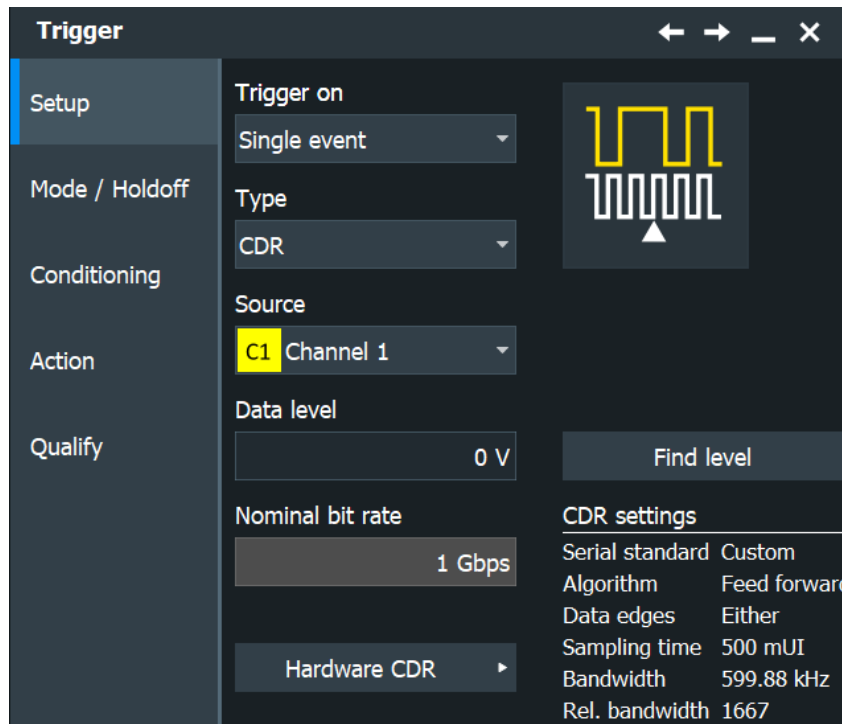 Trigger
Setup
Mode / Holdoff
Conditioning
Action
Qualify
Trigger on
Single event
Type
CDR
Source
C1 Channel 1
Data level
0 V
Find level
Nominal bit rate
1 Gbps
Hardware CDR
CDR settings
Serial standard Custom
Algorithm Feed forward
Data edges Either
Sampling time 500 mUI
Bandwidth 599.88 kHz
Rel. bandwidth 1667